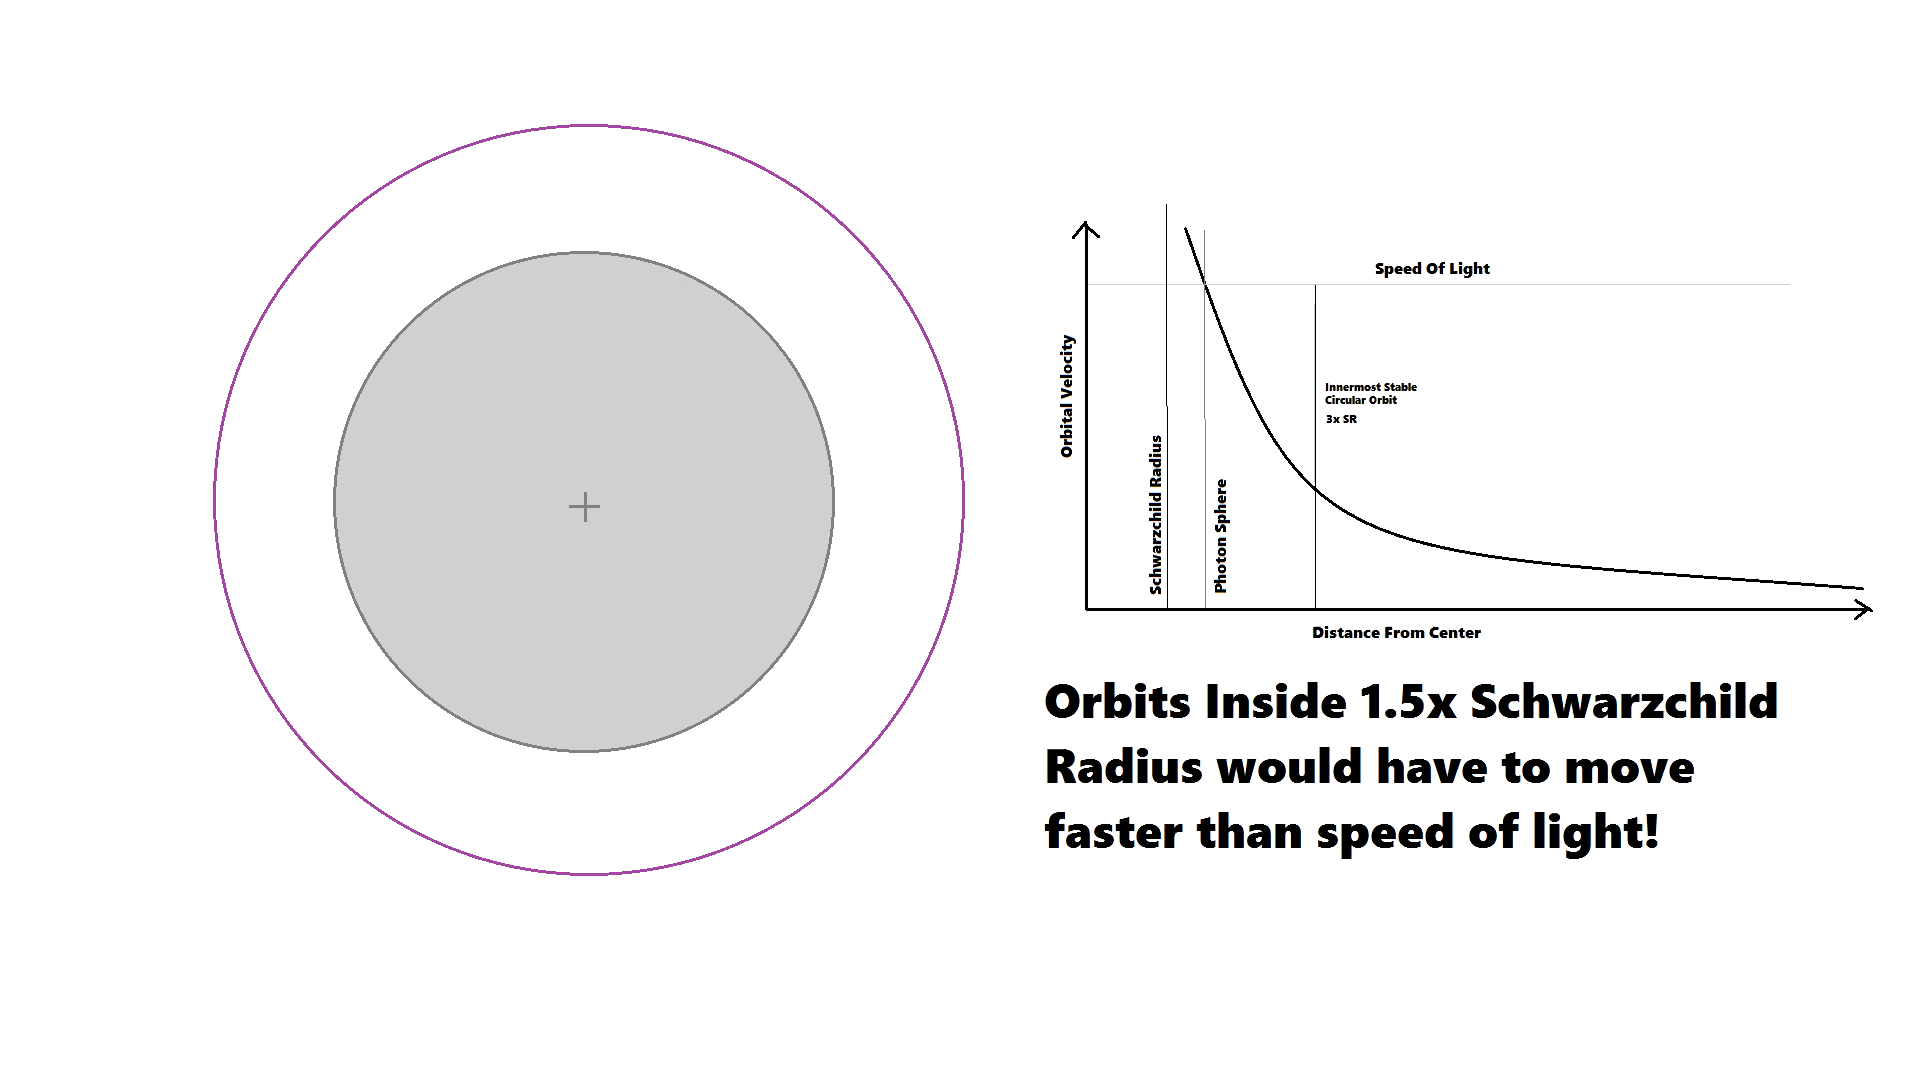 Speed Of Light
Orbital Velocity
Innermost Stable
Circular Orbit
3x SR
Schwarzchild Radius
Photon Sphere
Distance From Center
Orbits Inside 1.5x Schwarzchild
Radius would have to move
faster than speed of light!